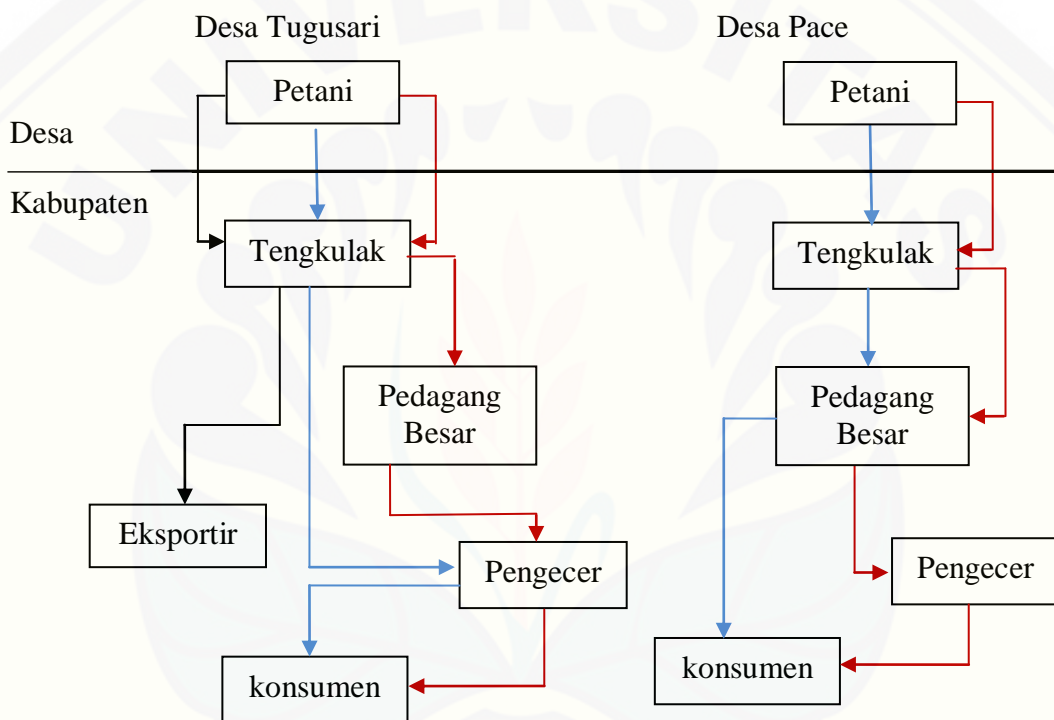 Desa Tugusari
Desa Pace
Petani
Petani
Desa
Kabupaten
Tengkulak
Tengkulak
Pedagang
Besar
Pedagang
Besar
Eksportir
Pengecer
Pengecer
konsumen
konsumen
UNIVERSITAS